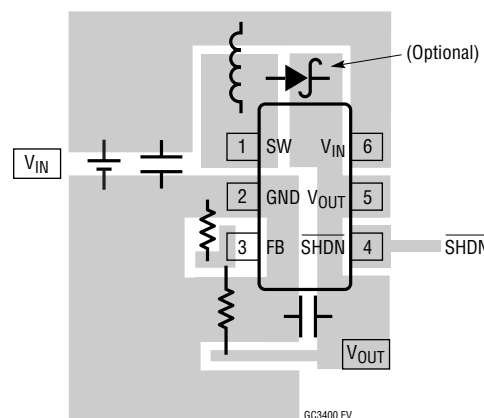 (Optional)
1 SW VIN 6
VIN
2 GND VOUT 5
3 FB SHDN 4 SHDN
VOUT
GC3400 FV